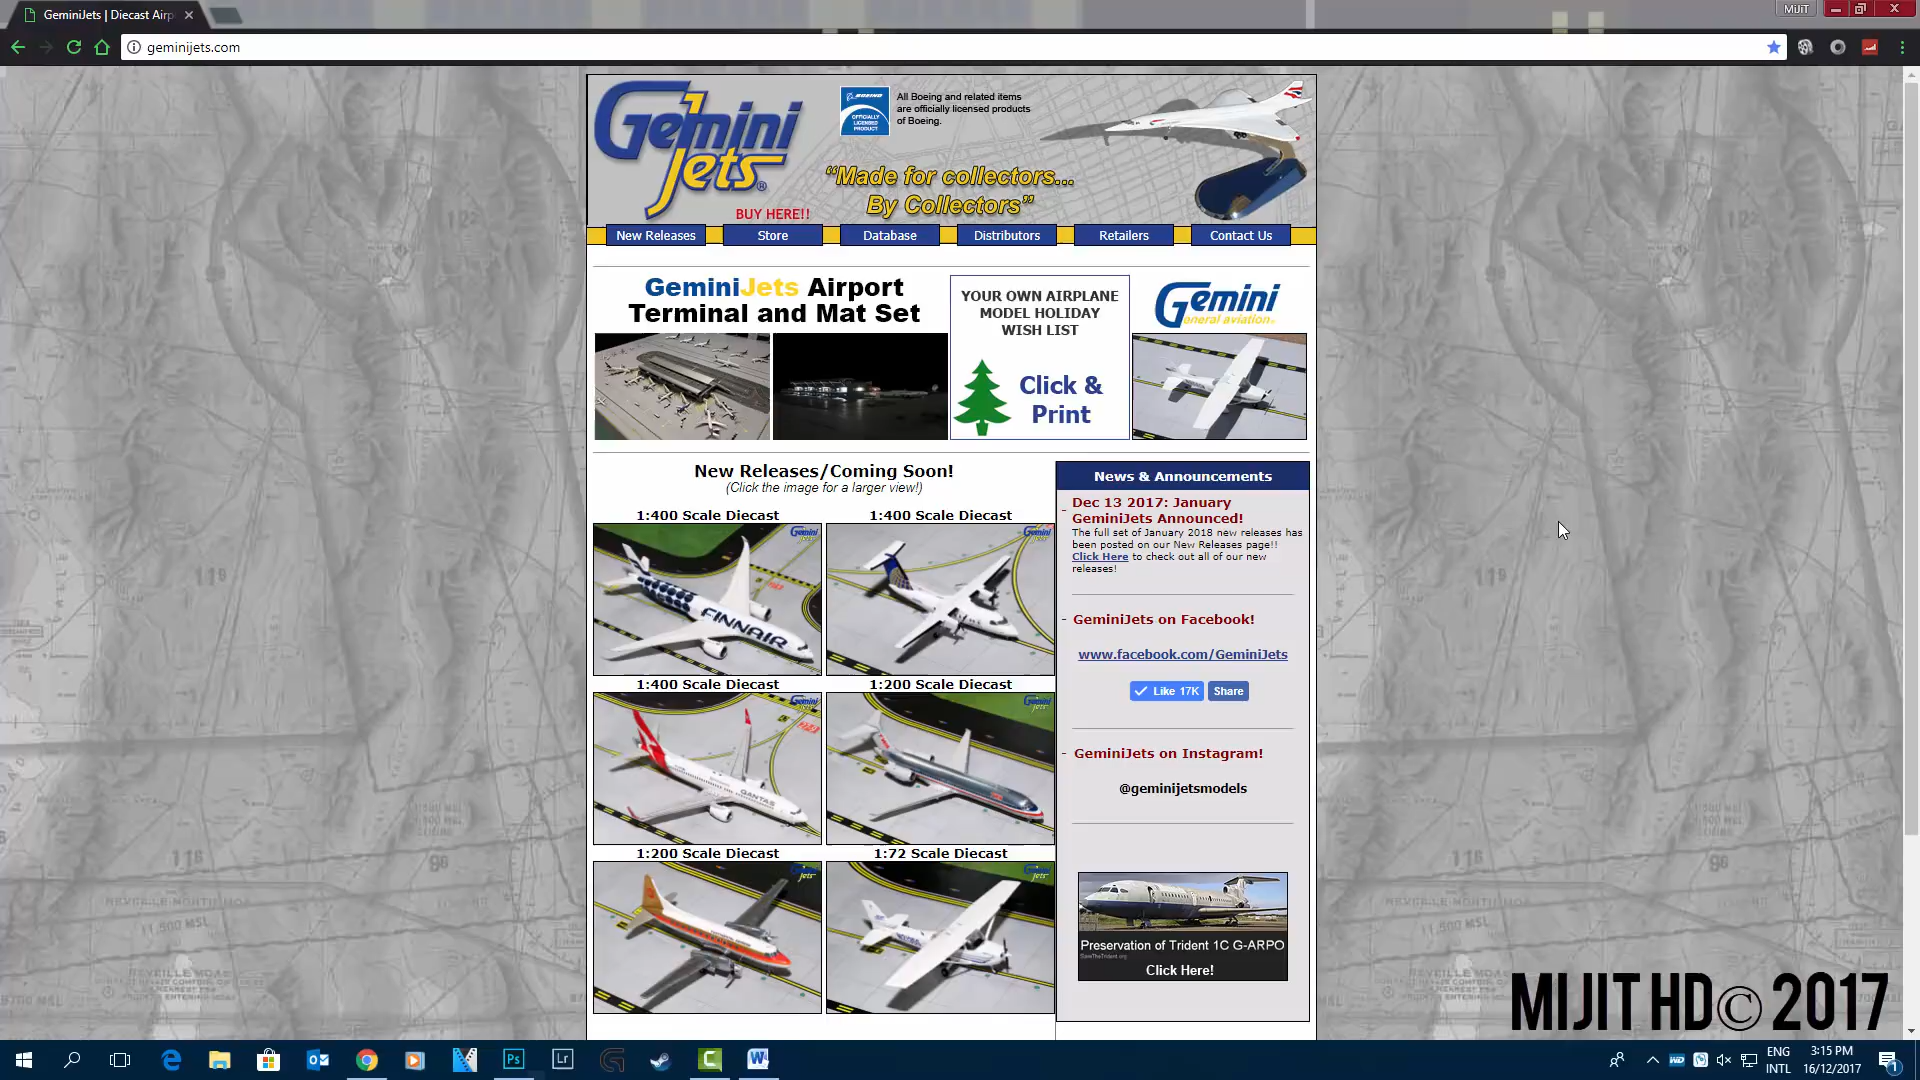 GeminiJets | Diecast Airp
MIJIT
geminijets.com
Gemini
Jets®
BOEING
OFFICIALLY
LICENSED
PRODUCT
All Boeing and related items
are officially licensed products
of Boeing.
“Made for collectors...
By Collectors”
BUY HERE!!
New Releases
Store
Database
Distributors
Retailers
Contact Us
GeminiJets Airport
Terminal and Mat Set
YOUR OWN AIRPLANE
MODEL HOLIDAY
WISH LIST
Click &
Print
Gemini
General aviation
New Releases/Coming Soon!
(Click the image for a larger view!)
1:400 Scale Diecast
1:400 Scale Diecast
FINNAIR
1:400 Scale Diecast
1:200 Scale Diecast
QANTAS
1:200 Scale Diecast
1:72 Scale Diecast
News & Announcements
- Dec 13 2017: January
GeminiJets Announced!
The full set of January 2018 new releases has
been posted on our New Releases page!!
Click Here to check out all of our new
releases!
- GeminiJets on Facebook!
www.facebook.com/GeminiJets
Like 17K
Share
- GeminiJets on Instagram!
@geminijetsmodels
Preservation of Trident 1C G-ARPO
SaveTheTrident.org
Click Here!
MIJIT HD© 2017
ENG
INTL
3:15 PM
16/12/2017